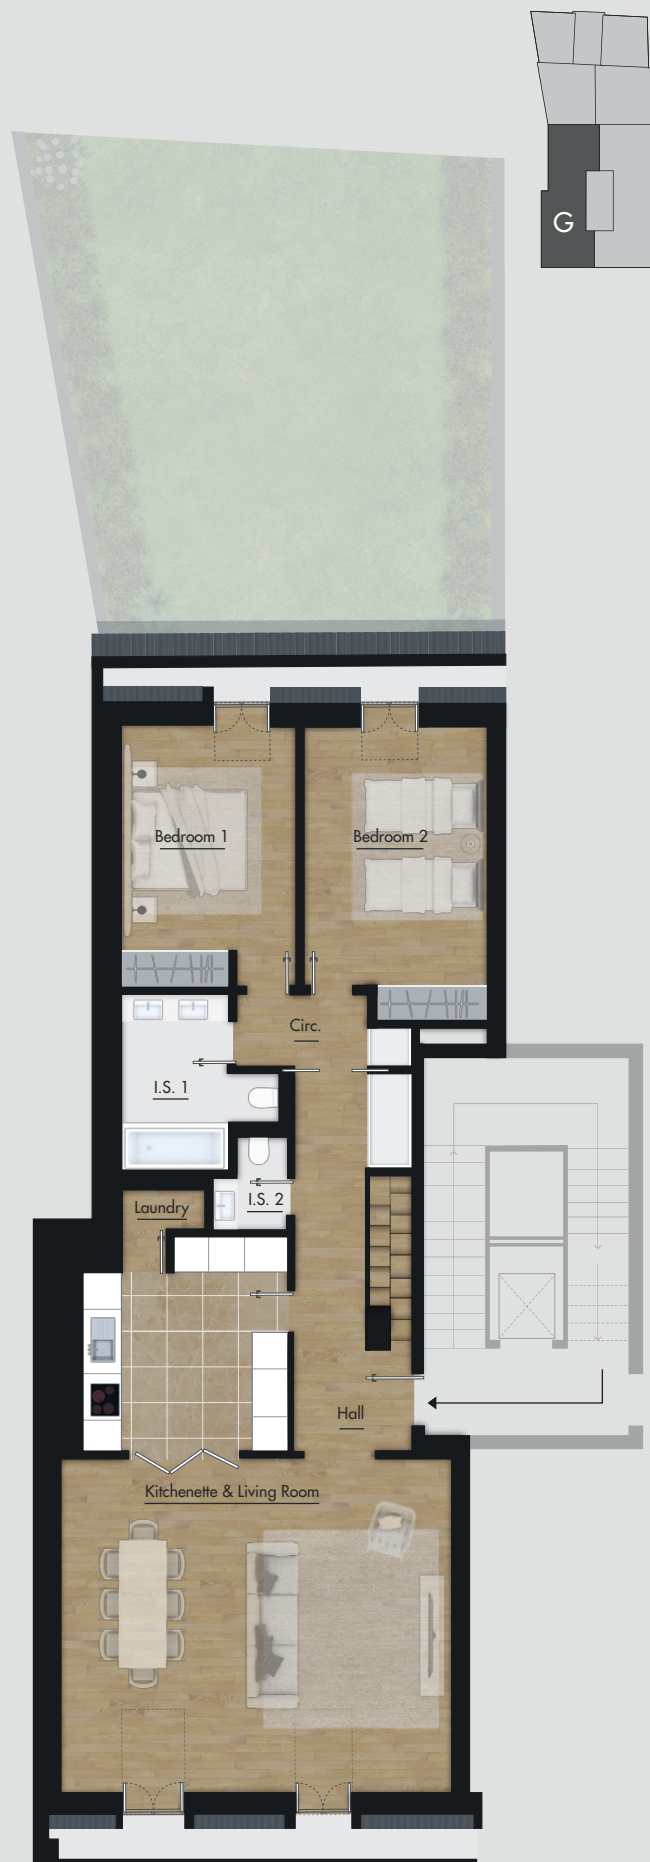 G
Bedroom 1
Bedroom 2
Circ.
I.S. 1
I.S. 2
Laundry
Hall
Kitchenette & Living Room